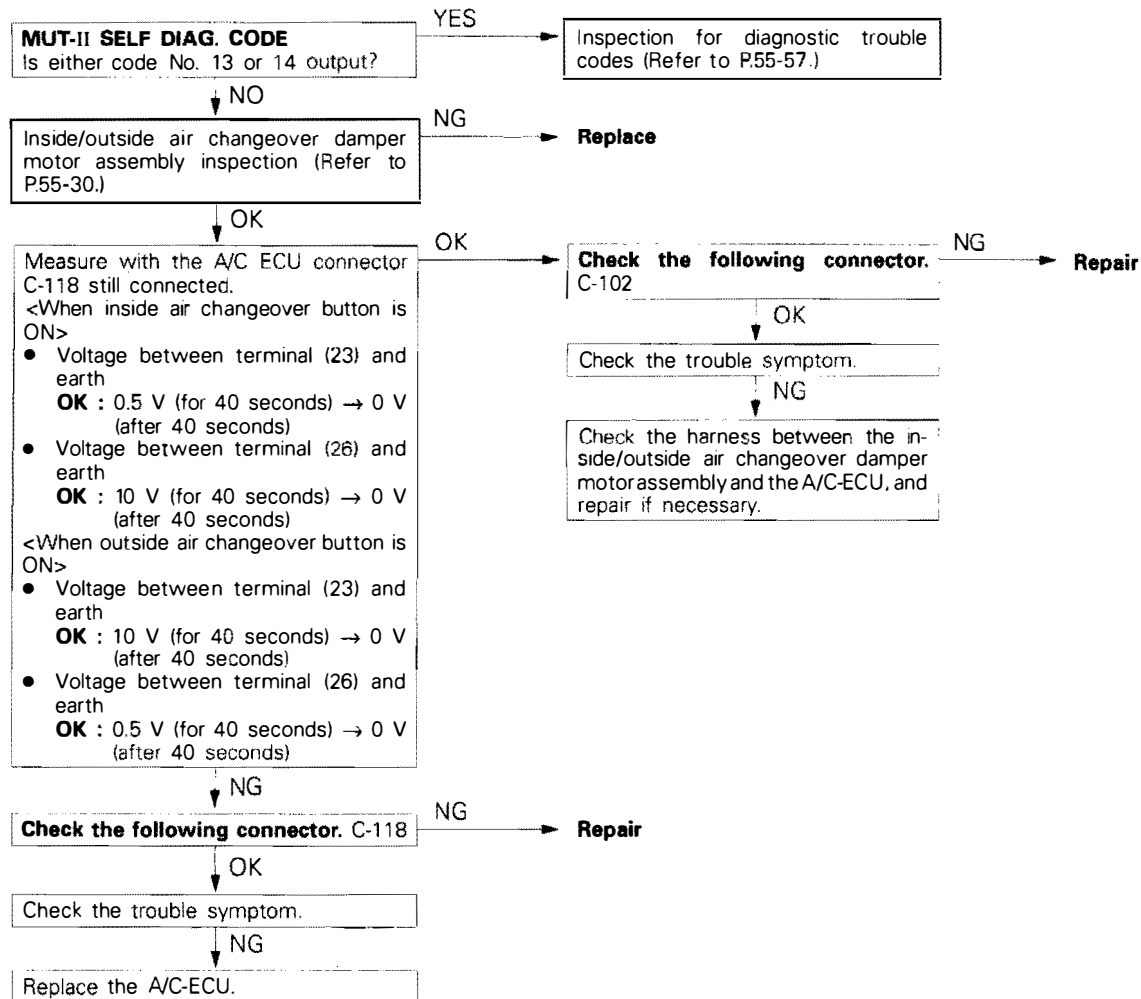 MUT-II SELF DIAG. CODE
Is either code No. 13 or 14 output?
YES
Inspection for diagnostic trouble
codes (Refer to P.55-57.)
NO
Inside/outside air changeover damper
motor assembly inspection (Refer to
P.55-30.)
NG
Replace
OK
Measure with the A/C ECU connector
C-118 still connected.
<When inside air changeover button is
ON>
● Voltage between terminal (23) and
earth
OK : 0.5 V (for 40 seconds) → 0 V
(after 40 seconds)
● Voltage between terminal (26) and
earth
OK : 10 V (for 40 seconds) → 0 V
(after 40 seconds)
<When outside air changeover button is
ON>
● Voltage between terminal (23) and
earth
OK : 10 V (for 40 seconds) → 0 V
(after 40 seconds)
● Voltage between terminal (26) and
earth
OK : 0.5 V (for 40 seconds) → 0 V
(after 40 seconds)
OK
Check the following connector.
C-102
NG
Repair
OK
Check the trouble symptom.
NG
Check the harness between the in-
side/outside air changeover damper
motor assembly and the A/C-ECU, and
repair if necessary.
NG
Check the following connector. C-118
NG
Repair
OK
Check the trouble symptom.
NG
Replace the A/C-ECU.